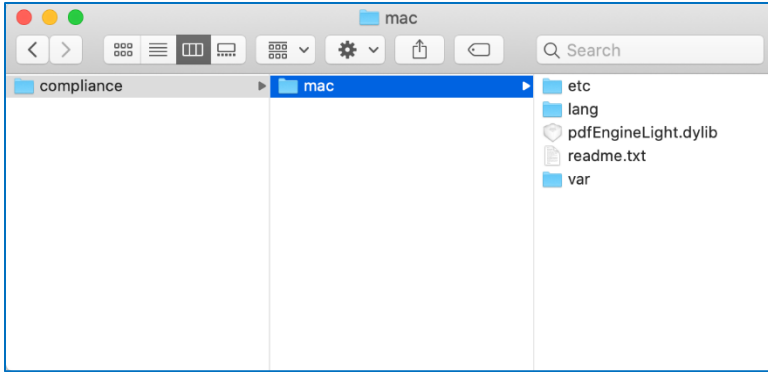 mac
Search
compliance
mac
etc
lang
pdfEngineLight.dylib
readme.txt
var